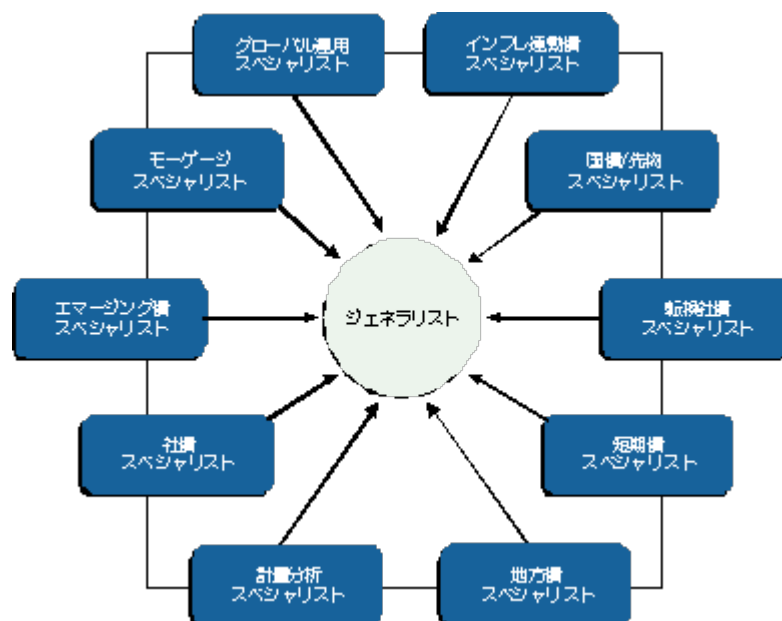 グローバル運用
スペシャリスト
インフレ連動債
スペシャリスト
モーゲージ
スペシャリスト
国債/先物
スペシャリスト
エマージング債
スペシャリスト
ジェネラリスト
転換社債
スペシャリスト
社債
スペシャリスト
短期債
スペシャリスト
計量分析
スペシャリスト
地方債
スペシャリスト